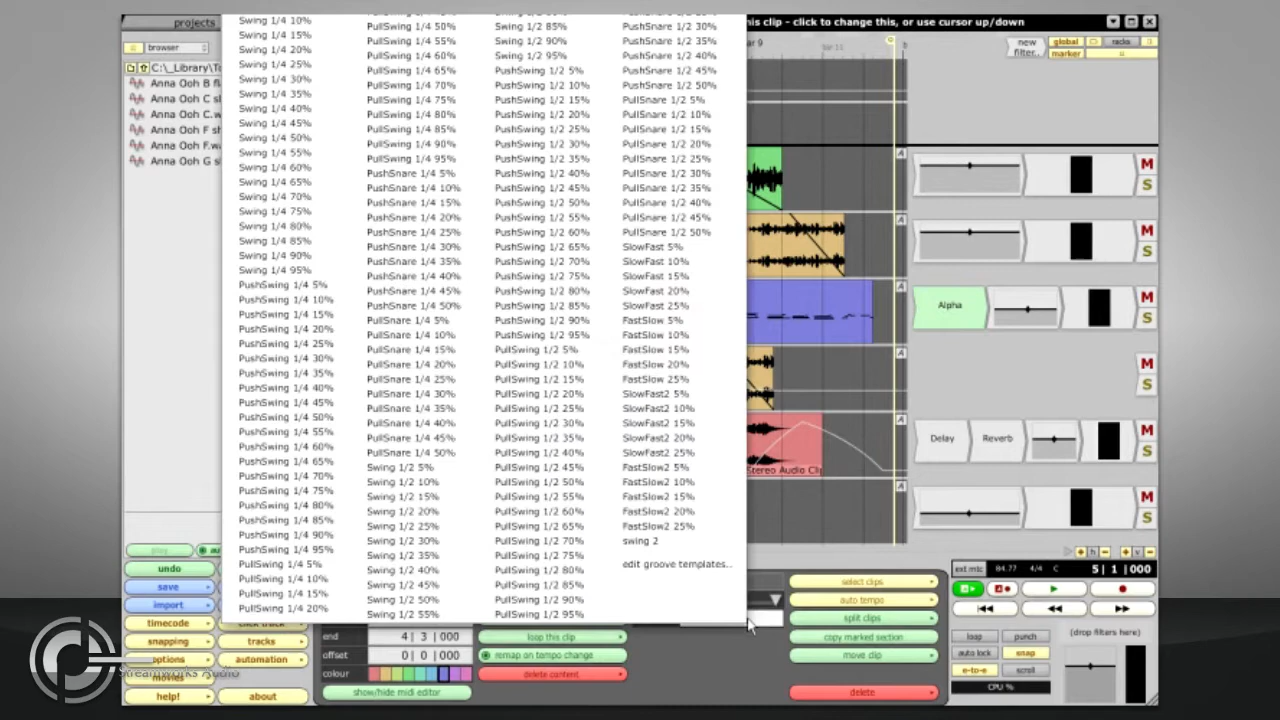 projects
his clip - click to change this, or use cursor up/down
browser
Anna Ooh C.w
Anna Ooh F.w
Swing 1/4 10%
Swing 1/4 15%
Swing 1/4 20%
Swing 1/4 25%
Swing 1/4 30%
Swing 1/4 35%
Swing 1/4 40%
Swing 1/4 45%
Swing 1/4 50%
Swing 1/4 55%
Swing 1/4 60%
Swing 1/4 65%
Swing 1/4 70%
Swing 1/4 75%
Swing 1/4 80%
Swing 1/4 85%
Swing 1/4 90%
Swing 1/4 95%
PushSwing 1/4 5%
PushSwing 1/4 10%
PushSwing 1/4 15%
PushSwing 1/4 20%
PushSwing 1/4 25%
PushSwing 1/4 30%
PushSwing 1/4 35%
PushSwing 1/4 40%
PushSwing 1/4 45%
PushSwing 1/4 50%
PushSwing 1/4 55%
PushSwing 1/4 60%
PushSwing 1/4 65%
PushSwing 1/4 70%
PushSwing 1/4 75%
PushSwing 1/4 80%
PushSwing 1/4 85%
PushSwing 1/4 90%
PushSwing 1/4 95%
PullSwing 1/4 5%
PullSwing 1/4 10%
PullSwing 1/4 15%
PullSwing 1/4 20%
PullSwing 1/4 50%
PullSwing 1/4 55%
PullSwing 1/4 60%
PullSwing 1/4 65%
PullSwing 1/4 70%
PullSwing 1/4 75%
PullSwing 1/4 80%
PullSwing 1/4 85%
PullSwing 1/4 90%
PullSwing 1/4 95%
PushSnare 1/4 5%
PushSnare 1/4 10%
PushSnare 1/4 15%
PushSnare 1/4 20%
PushSnare 1/4 25%
PushSnare 1/4 30%
PushSnare 1/4 35%
PushSnare 1/4 40%
PushSnare 1/4 45%
PushSnare 1/4 50%
PullSnare 1/4 5%
PullSnare 1/4 10%
PullSnare 1/4 15%
PullSnare 1/4 20%
PullSnare 1/4 25%
PullSnare 1/4 30%
PullSnare 1/4 35%
PullSnare 1/4 40%
PullSnare 1/4 45%
PullSnare 1/4 50%
Swing 1/2 5%
Swing 1/2 10%
Swing 1/2 15%
Swing 1/2 20%
Swing 1/2 25%
Swing 1/2 30%
Swing 1/2 35%
Swing 1/2 40%
Swing 1/2 45%
Swing 1/2 50%
Swing 1/2 55%
Swing 1/2 85%
Swing 1/2 90%
Swing 1/2 95%
PushSwing 1/2 5%
PushSwing 1/2 10%
PushSwing 1/2 15%
PushSwing 1/2 20%
PushSwing 1/2 25%
PushSwing 1/2 30%
PushSwing 1/2 35%
PushSwing 1/2 40%
PushSwing 1/2 45%
PushSwing 1/2 50%
PushSwing 1/2 55%
PushSwing 1/2 60%
PushSwing 1/2 65%
PushSwing 1/2 70%
PushSwing 1/2 75%
PushSwing 1/2 80%
PushSwing 1/2 85%
PushSwing 1/2 90%
PushSwing 1/2 95%
PullSwing 1/2 5%
PullSwing 1/2 10%
PullSwing 1/2 15%
PullSwing 1/2 20%
PullSwing 1/2 25%
PullSwing 1/2 30%
PullSwing 1/2 35%
PullSwing 1/2 40%
PullSwing 1/2 45%
PullSwing 1/2 50%
PullSwing 1/2 55%
PullSwing 1/2 60%
PullSwing 1/2 65%
PullSwing 1/2 70%
PullSwing 1/2 75%
PullSwing 1/2 80%
PullSwing 1/2 85%
PullSwing 1/2 90%
PullSwing 1/2 95%
PushSnare 1/2 30%
PushSnare 1/2 35%
PushSnare 1/2 40%
PushSnare 1/2 45%
PushSnare 1/2 50%
PullSnare 1/2 5%
PullSnare 1/2 10%
PullSnare 1/2 15%
PullSnare 1/2 20%
PullSnare 1/2 25%
PullSnare 1/2 30%
PullSnare 1/2 35%
PullSnare 1/2 40%
PullSnare 1/2 45%
PullSnare 1/2 50%
SlowFast 5%
SlowFast 10%
SlowFast 15%
SlowFast 20%
SlowFast 25%
FastSlow 5%
FastSlow 10%
FastSlow 15%
FastSlow 20%
FastSlow 25%
SlowFast2 5%
SlowFast2 10%
SlowFast2 15%
SlowFast2 20%
SlowFast2 25%
FastSlow2 5%
FastSlow2 10%
FastSlow2 15%
FastSlow2 20%
FastSlow2 25%
swing 2
edit groove templates..
bar 11
new filter..
global
racks
marker
M
S
M
S
Alpha
M
S
M
S
Stereo Audio Cli
Delay
Reverb
M
S
M
S
play
undo
save
import
timecode
click track
snapping
tracks
options
automation
movies
help!
about
Streamworks Audio
end
4| 3 | 000
offset
0| 0 | 000
colour
show/hide midi editor
loop this clip
remap on tempo change
delete content
select clips
auto tempo
split clips
copy marked section
move clip
delete
ext mtc
84.77
4/4
C
5| 1 |000
loop
punch
auto lock
snap
e-to-e
scroll
CPU %
(drop filters here)